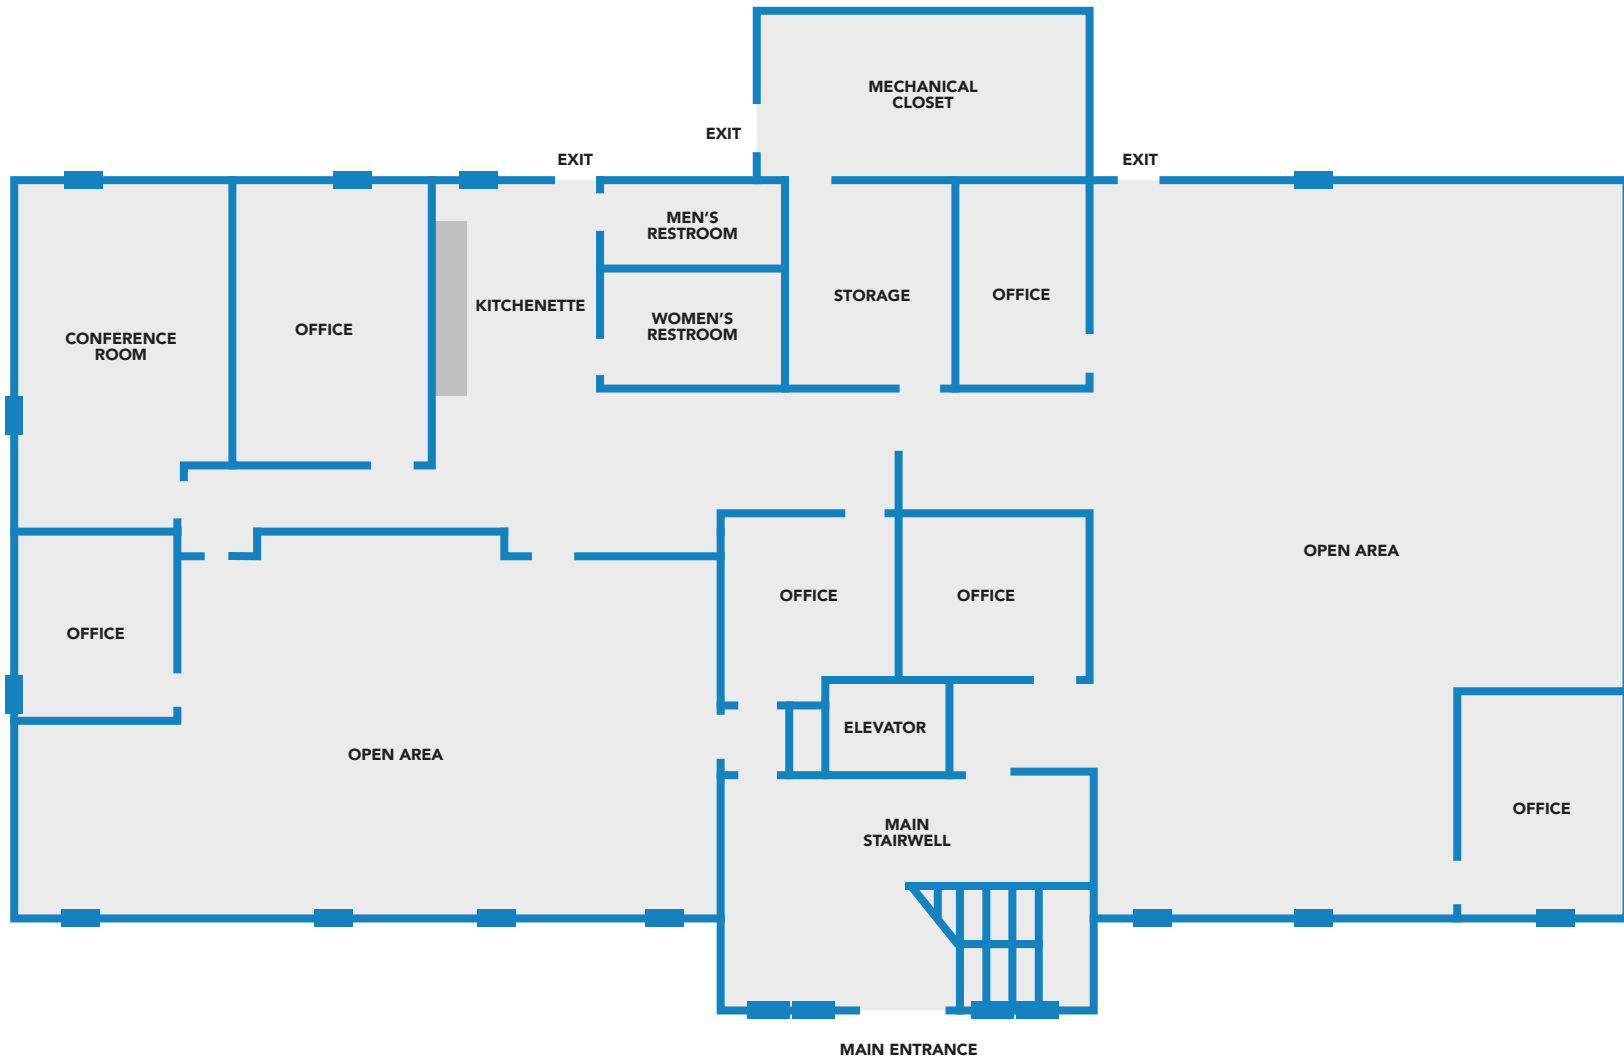 MECHANICAL
CLOSET
EXIT
EXIT
EXIT
MEN'S
RESTROOM
KITCHENETTE
STORAGE
OFFICE
WOMEN'S
RESTROOM
OFFICE
CONFERENCE
ROOM
OPEN AREA
OFFICE
OFFICE
OFFICE
ELEVATOR
OPEN AREA
OFFICE
MAIN
STAIRWELL
MAIN ENTRANCE